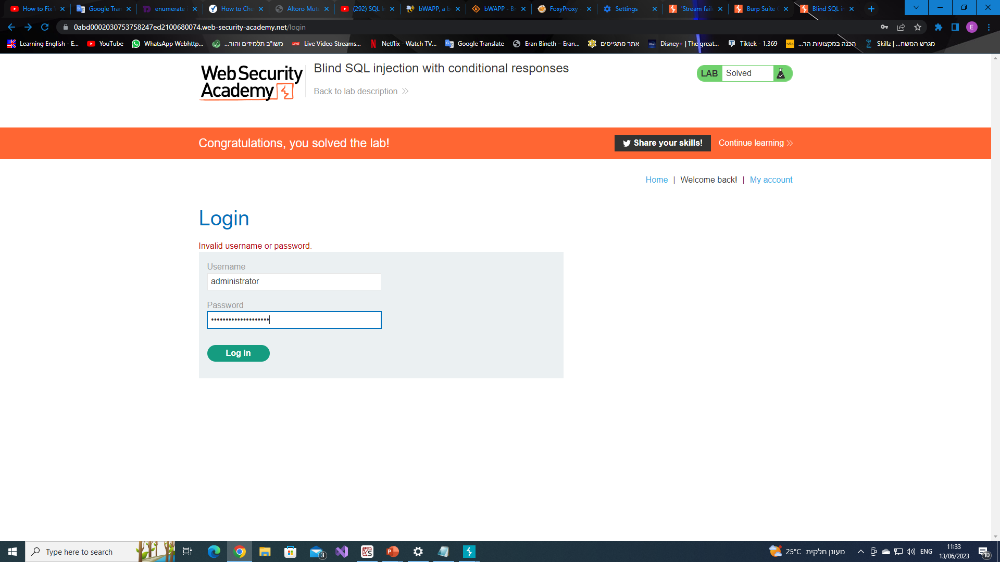 How to Fix
Google Tran
enumerate
How to Che
Altoro Mutu
(292) SQL In
bWAPP, a b
bWAPP - Br
FoxyProxy -
Settings
'Stream faile
Burp Suite C
Blind SQL in
0abd0002030753758247ed2100680074.web-security-academy.net/login
E
Learning English - E...
YouTube
WhatsApp Webhttp...
משו"ב תלמידים והור...
LIVE
Live Video Streams...
Netflix - Watch TV...
Google Translate
Eran Bineth – Eran...
אתר מתגייסים
Disney+ | The great...
Tiktek - 1.369
הכנה במקצועות הר...
Skillz | מגרש המשח...
Web Security
Academy
Blind SQL injection with conditional responses
Back to lab description
LAB
Solved
Congratulations, you solved the lab!
Share your skills!
Continue learning
Home | Welcome back! | My account
Login
Invalid username or password.
Username
administrator
Password
••••••••••••••••••••
Log in
Type here to search
3
25°C
מעונן חלקית
ENG
11:33
13/06/2023
10